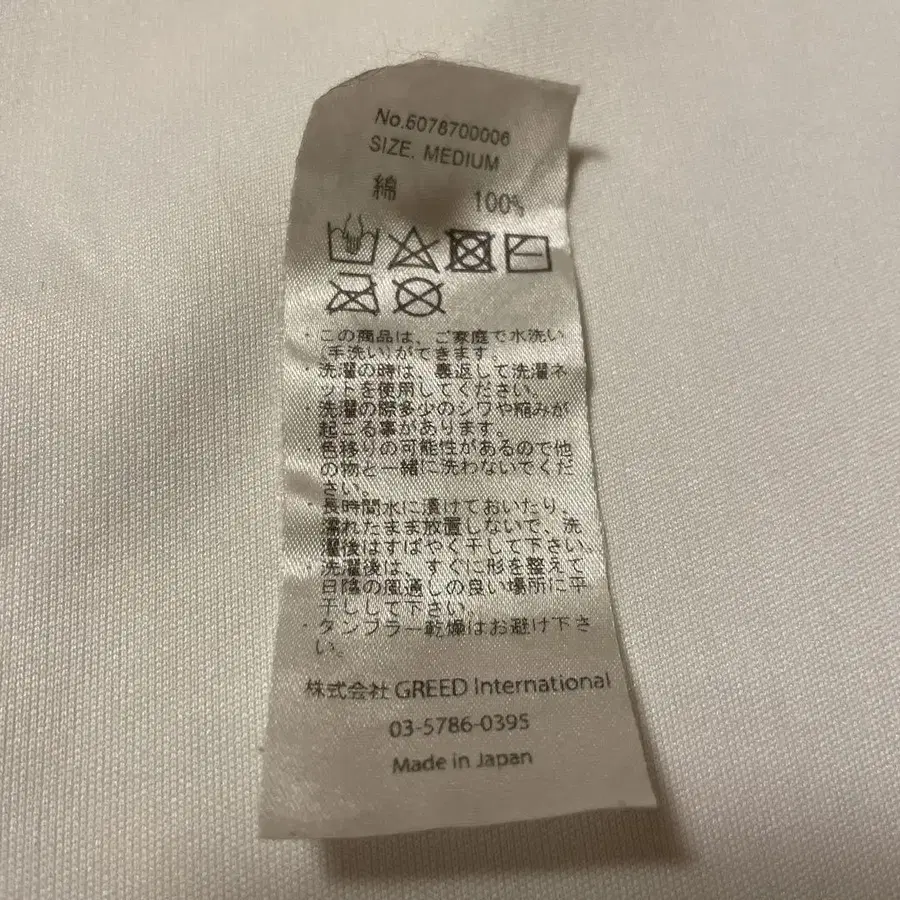 No.5078700006
SIZE. MEDIUM
綿 100%
・この商品は、ご家庭で水洗い
(手洗い)ができます。
・洗濯の時は、裏返して洗濯ネ
ットを使用してください。
・洗濯の際多少のシワや縮みが
起こる事があります。
色移りの可能性があるので他
の物と一緒に洗わないでくだ
さい。
・長時間水に漬けておいたり、
濡れたまま放置しないで、洗
濯後はすばやく干して下さい。
洗濯後は、すぐに形を整えて
日陰の風通しの良い場所に平
干しして下さい。
・タンブラー乾燥はお避け下さ
い。
株式会社 GREED International
03-5786-0395
Made in Japan